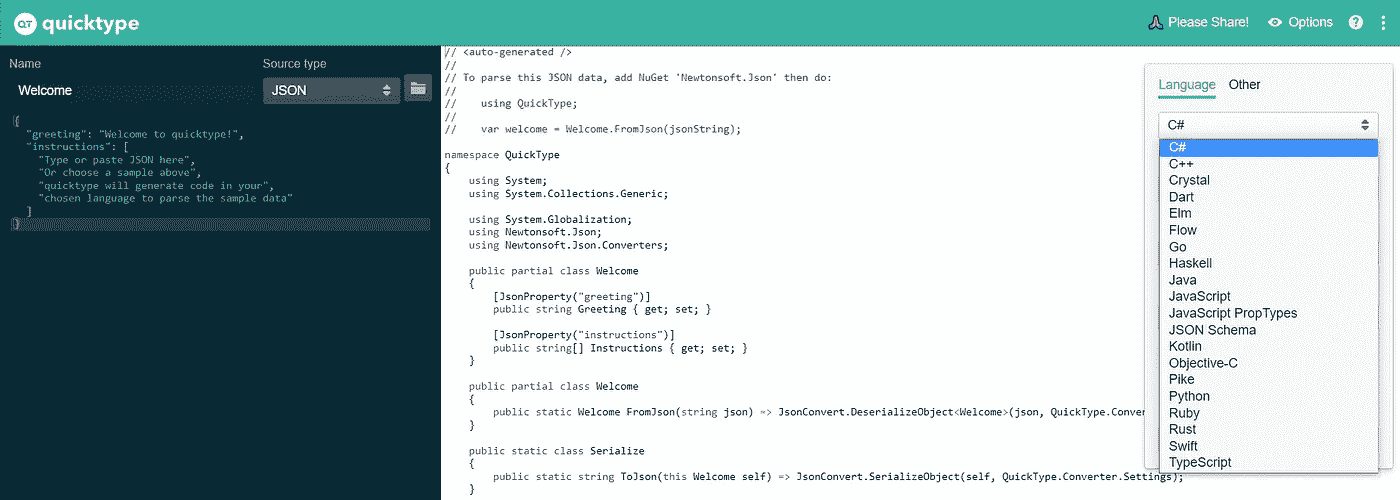 QT quicktype
Please Share!
Options
?
Name
Source type
Welcome
JSON
{
"greeting": "Welcome to quicktype!",
"instructions": [
"Type or paste JSON here",
"Or choose a sample above",
"quicktype will generate code in your",
"chosen language to parse the sample data"
]
}
// <auto-generated />
//
// To parse this JSON data, add NuGet 'Newtonsoft.Json' then do:
//
//    using QuickType;
//
//    var welcome = Welcome.FromJson(jsonString);
namespace QuickType
{
using System;
using System.Collections.Generic;
using System.Globalization;
using Newtonsoft.Json;
using Newtonsoft.Json.Converters;
public partial class Welcome
{
[JsonProperty("greeting")]
public string Greeting { get; set; }
[JsonProperty("instructions")]
public string[] Instructions { get; set; }
}
public partial class Welcome
{
public static Welcome FromJson(string json) => JsonConvert.DeserializeObject<Welcome>(json, QuickType.Conver
}
public static class Serialize
{
public static string ToJson(this Welcome self) => JsonConvert.SerializeObject(self, QuickType.Converter.Settings);
}
Language
Other
C#
C#
C++
Crystal
Dart
Elm
Flow
Go
Haskell
Java
JavaScript
JavaScript PropTypes
JSON Schema
Kotlin
Objective-C
Pike
Python
Ruby
Rust
Swift
TypeScript